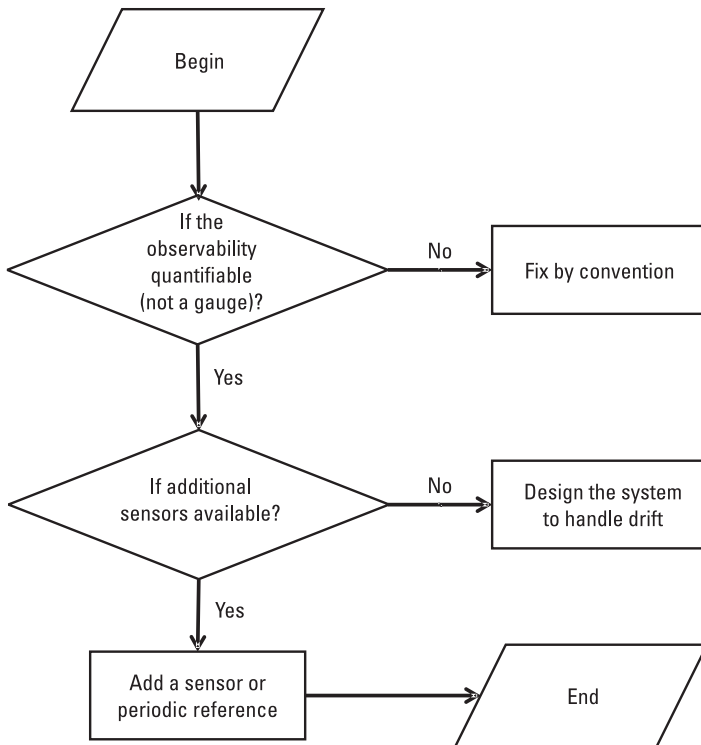 Begin
If the
observability
quantifiable
(not a gauge)?
No
Fix by convention
Yes
If additional
sensors available?
No
Design the system
to handle drift
Yes
Add a sensor or
periodic reference
End